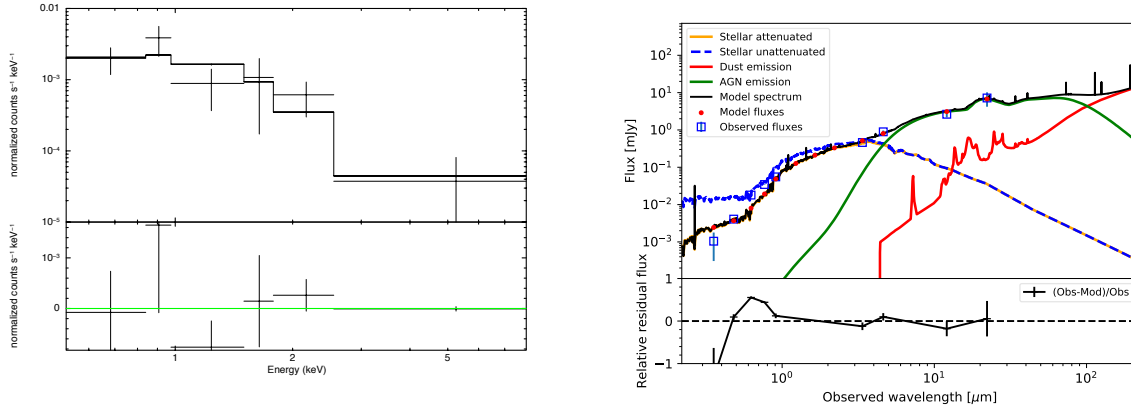 0.01
10⁻³
10⁻⁴
10⁻⁵
normalized counts s⁻¹ keV⁻¹
10⁻³
0
normalized counts s⁻¹ keV⁻¹
1
2
5
Energy (keV)
Stellar attenuated
Stellar unattenuated
Dust emission
AGN emission
Model spectrum
Model fluxes
Observed fluxes
10²
10¹
10⁰
10⁻¹
10⁻²
10⁻³
Flux [mJy]
(Obs-Mod)/Obs
1
0
−1
Relative residual flux
10⁰
10¹
10²
Observed wavelength [μm]